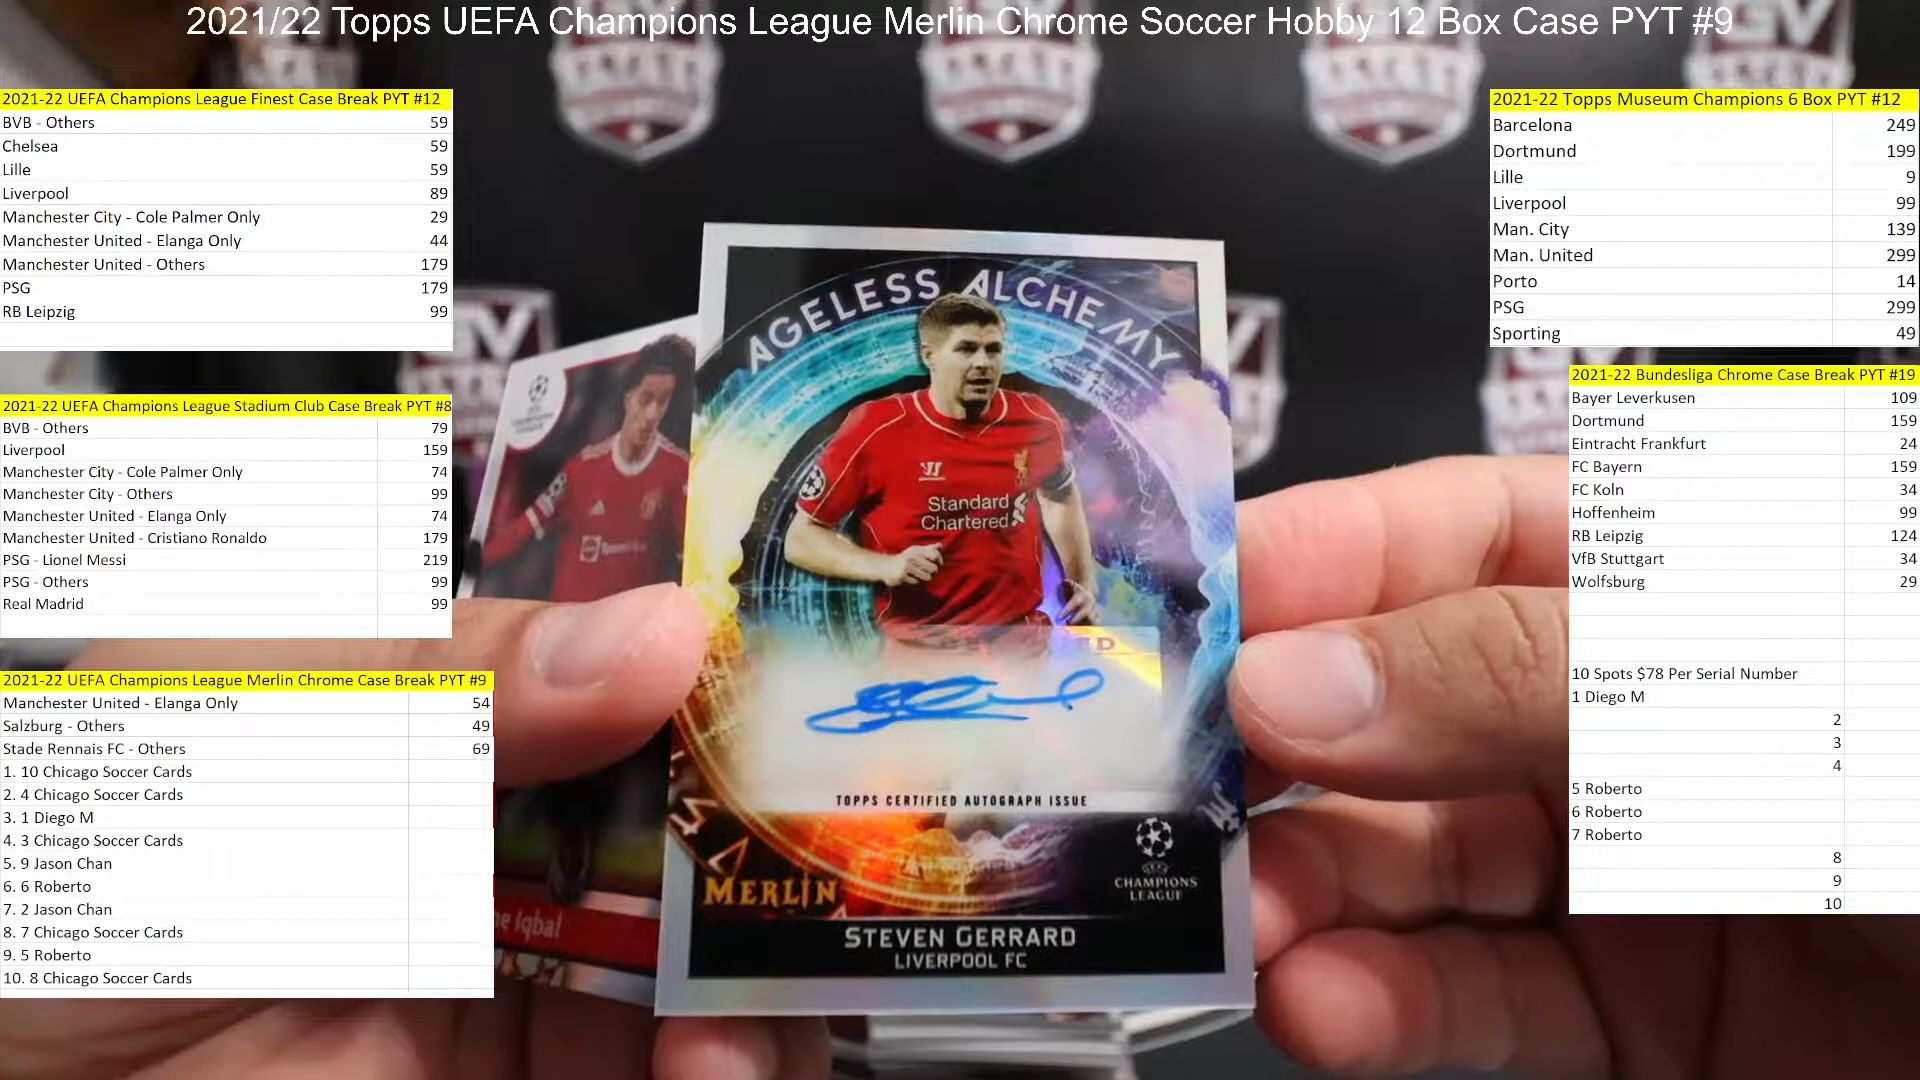 2021/22 Topps UEFA Champions League Merlin Chrome Soccer Hobby 12 Box Case PYT #9
2021-22 UEFA Champions League Finest Case Break PYT #12
BVB - Others 59
Chelsea 59
Lille 59
Liverpool 89
Manchester City - Cole Palmer Only 29
Manchester United - Elanga Only 44
Manchester United - Others 179
PSG 179
RB Leipzig 99
2021-22 UEFA Champions League Stadium Club Case Break PYT #8
BVB - Others 79
Liverpool 159
Manchester City - Cole Palmer Only 74
Manchester City - Others 99
Manchester United - Elanga Only 74
Manchester United - Cristiano Ronaldo 179
PSG - Lionel Messi 219
PSG - Others 99
Real Madrid 99
2021-22 UEFA Champions League Merlin Chrome Case Break PYT #9
Manchester United - Elanga Only 54
Salzburg - Others 49
Stade Rennais FC - Others 69
1. 10 Chicago Soccer Cards
2. 4 Chicago Soccer Cards
3. 1 Diego M
4. 3 Chicago Soccer Cards
5. 9 Jason Chan
6. 6 Roberto
7. 2 Jason Chan
8. 7 Chicago Soccer Cards
9. 5 Roberto
10. 8 Chicago Soccer Cards
AGELESS ALCHEMY
Standard
Chartered
TOPPS CERTIFIED AUTOGRAPH ISSUE
MERLIN
CHAMPIONS
LEAGUE
STEVEN GERRARD
LIVERPOOL FC
Iqbal
2021-22 Topps Museum Champions 6 Box PYT #12
Barcelona 249
Dortmund 199
Lille 9
Liverpool 99
Man. City 139
Man. United 299
Porto 14
PSG 299
Sporting 49
2021-22 Bundesliga Chrome Case Break PYT #19
Bayer Leverkusen 109
Dortmund 159
Eintracht Frankfurt 24
FC Bayern 159
FC Koln 34
Hoffenheim 99
RB Leipzig 124
VfB Stuttgart 34
Wolfsburg 29
10 Spots $78 Per Serial Number
1 Diego M
2
3
4
5 Roberto
6 Roberto
7 Roberto
8
9
10